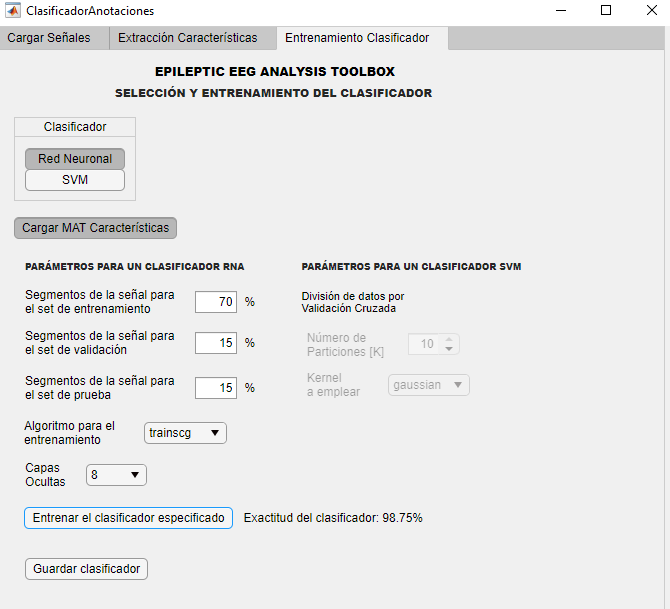 ClasificadorAnotaciones
Cargar Señales
Extracción Características
Entrenamiento Clasificador
EPILEPTIC EEG ANALYSIS TOOLBOX
SELECCIÓN Y ENTRENAMIENTO DEL CLASIFICADOR
Clasificador
Red Neuronal
SVM
Cargar MAT Características
PARÁMETROS PARA UN CLASIFICADOR RNA
Segmentos de la señal para
el set de entrenamiento
70 %
Segmentos de la señal para
el set de validación
15 %
Segmentos de la señal para
el set de prueba
15 %
Algoritmo para el
entrenamiento
trainscg
Capas
Ocultas
8
PARÁMETROS PARA UN CLASIFICADOR SVM
División de datos por
Validación Cruzada
Número de
Particiones [K]
10
Kernel
a emplear
gaussian
Entrenar el clasificador especificado
Exactitud del clasificador: 98.75%
Guardar clasificador